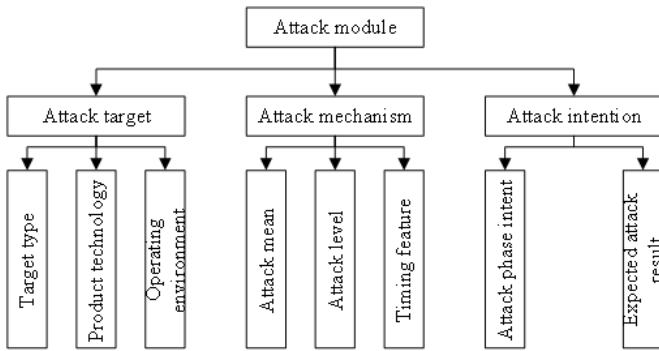 Attack module
Attack target
Attack mechanism
Attack intention
Target type
Product technology
Operating
environment
Attack mean
Attack level
Timing feature
Attack phase intent
Expected attack
result